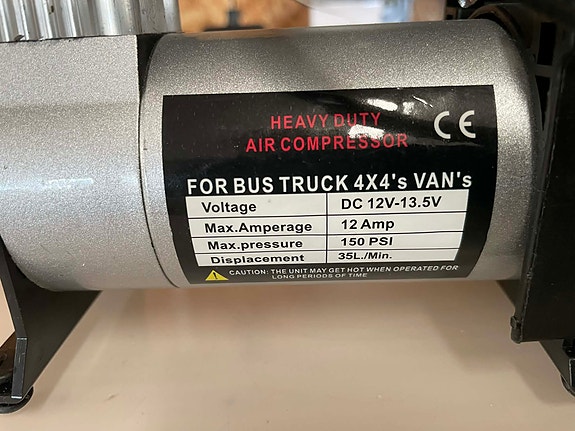 HEAVY DUTY
AIR COMPRESSOR
CE
FOR BUS TRUCK 4X4's VAN's
Voltage DC 12V-13.5V
Max.Amperage 12 Amp
Max.pressure 150 PSI
Displacement 35L./Min.
CAUTION: THE UNIT MAY GET HOT WHEN OPERATED FOR
LONG PERIODS OF TIME